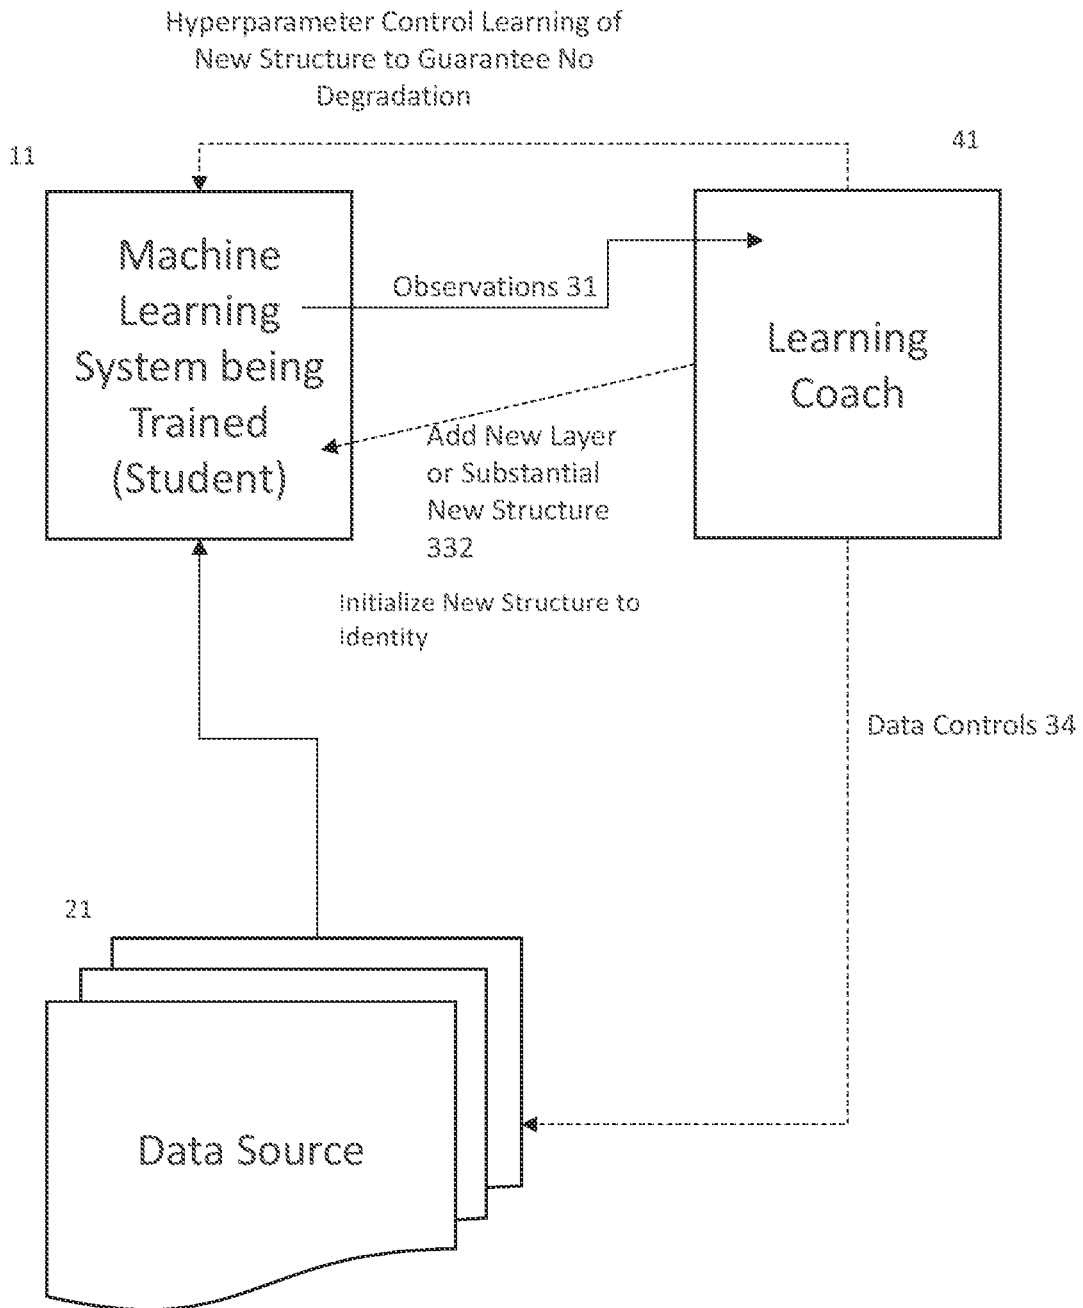 Hyperparameter Control Learning of
New Structure to Guarantee No
Degradation
11
41
Machine
Learning
System being
Trained
(Student)
Observations 31
Learning
Coach
Add New Layer
or Substantial
New Structure
332
Initialize New Structure to
Identity
Data Controls 34
21
Data Source